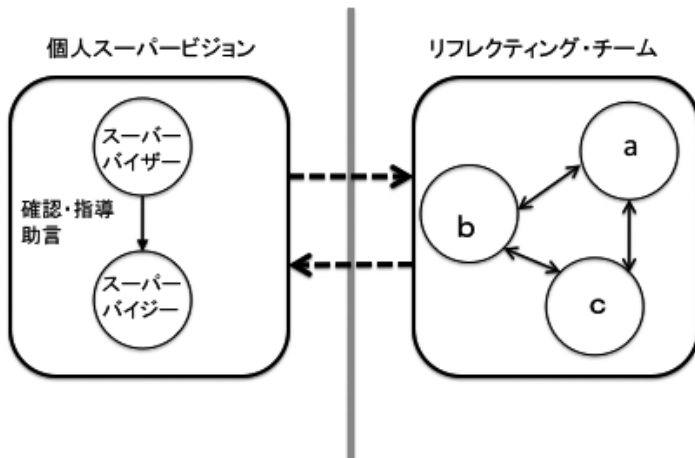 個人スーパービジョン
リフレクティング・チーム
スーパー
バイザー
確認・指導
助言
スーパー
バイジー
a
b
c